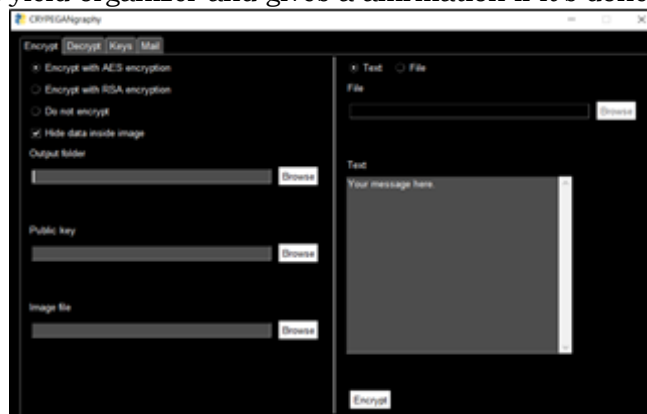 yield organizer and gives a affirmation if it's done
CRYPEGANgraphy
Encrypt Decrypt Keys Mail
Encrypt with AES encryption
Encrypt with RSA encryption
Do not encrypt
Hide data inside image
Output folder
Browse
Public key
Browse
Image file
Browse
Text File
File
Browse
Text
Your message here.
Encrypt